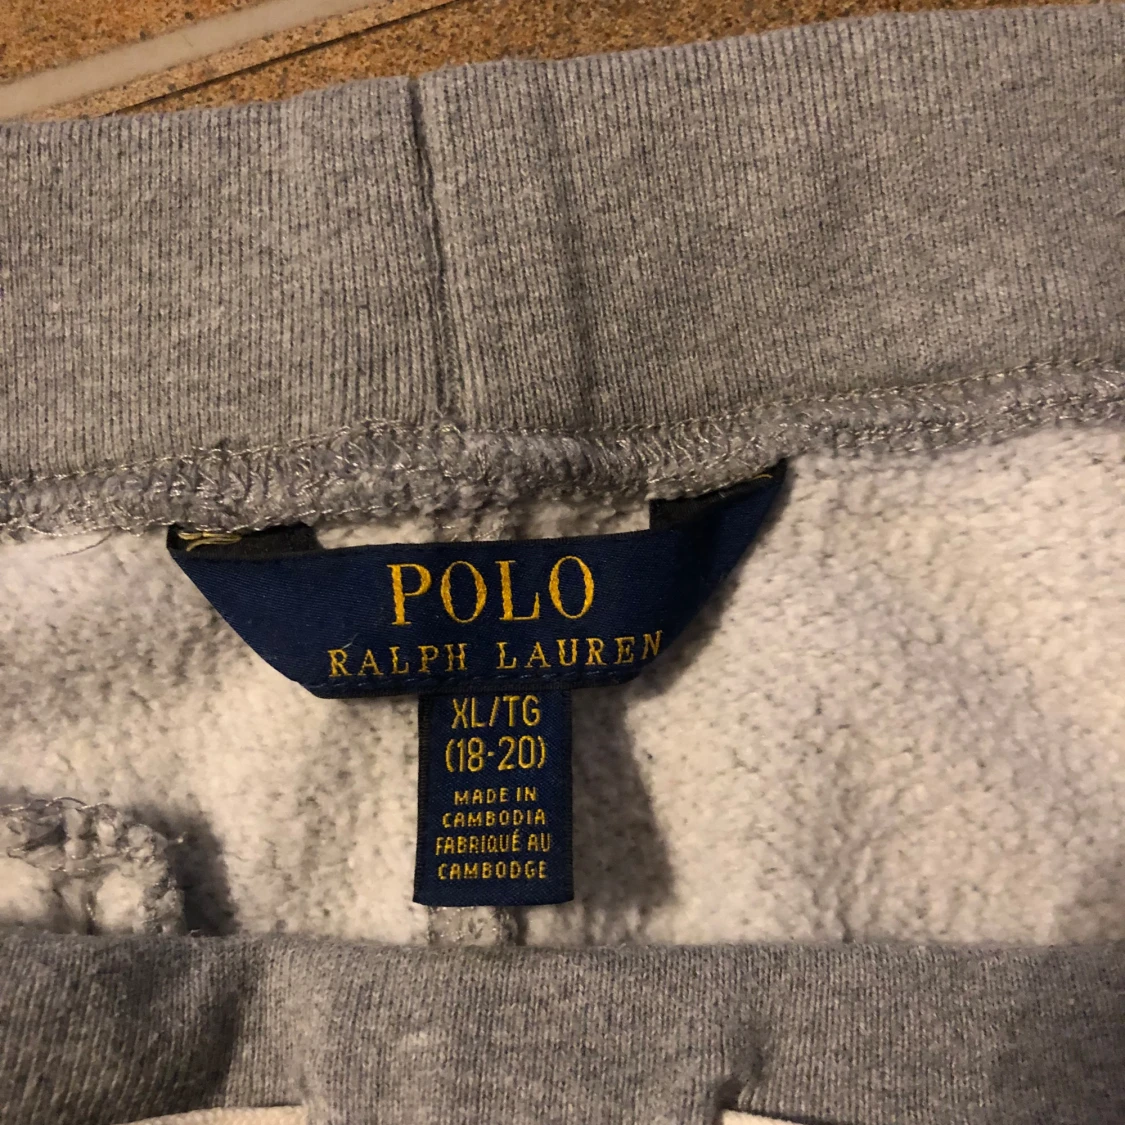 POLO
RALPH LAUREN
XL/TG
(18-20)
MADE IN
CAMBODIA
FABRIQUÉ AU
CAMBODGE